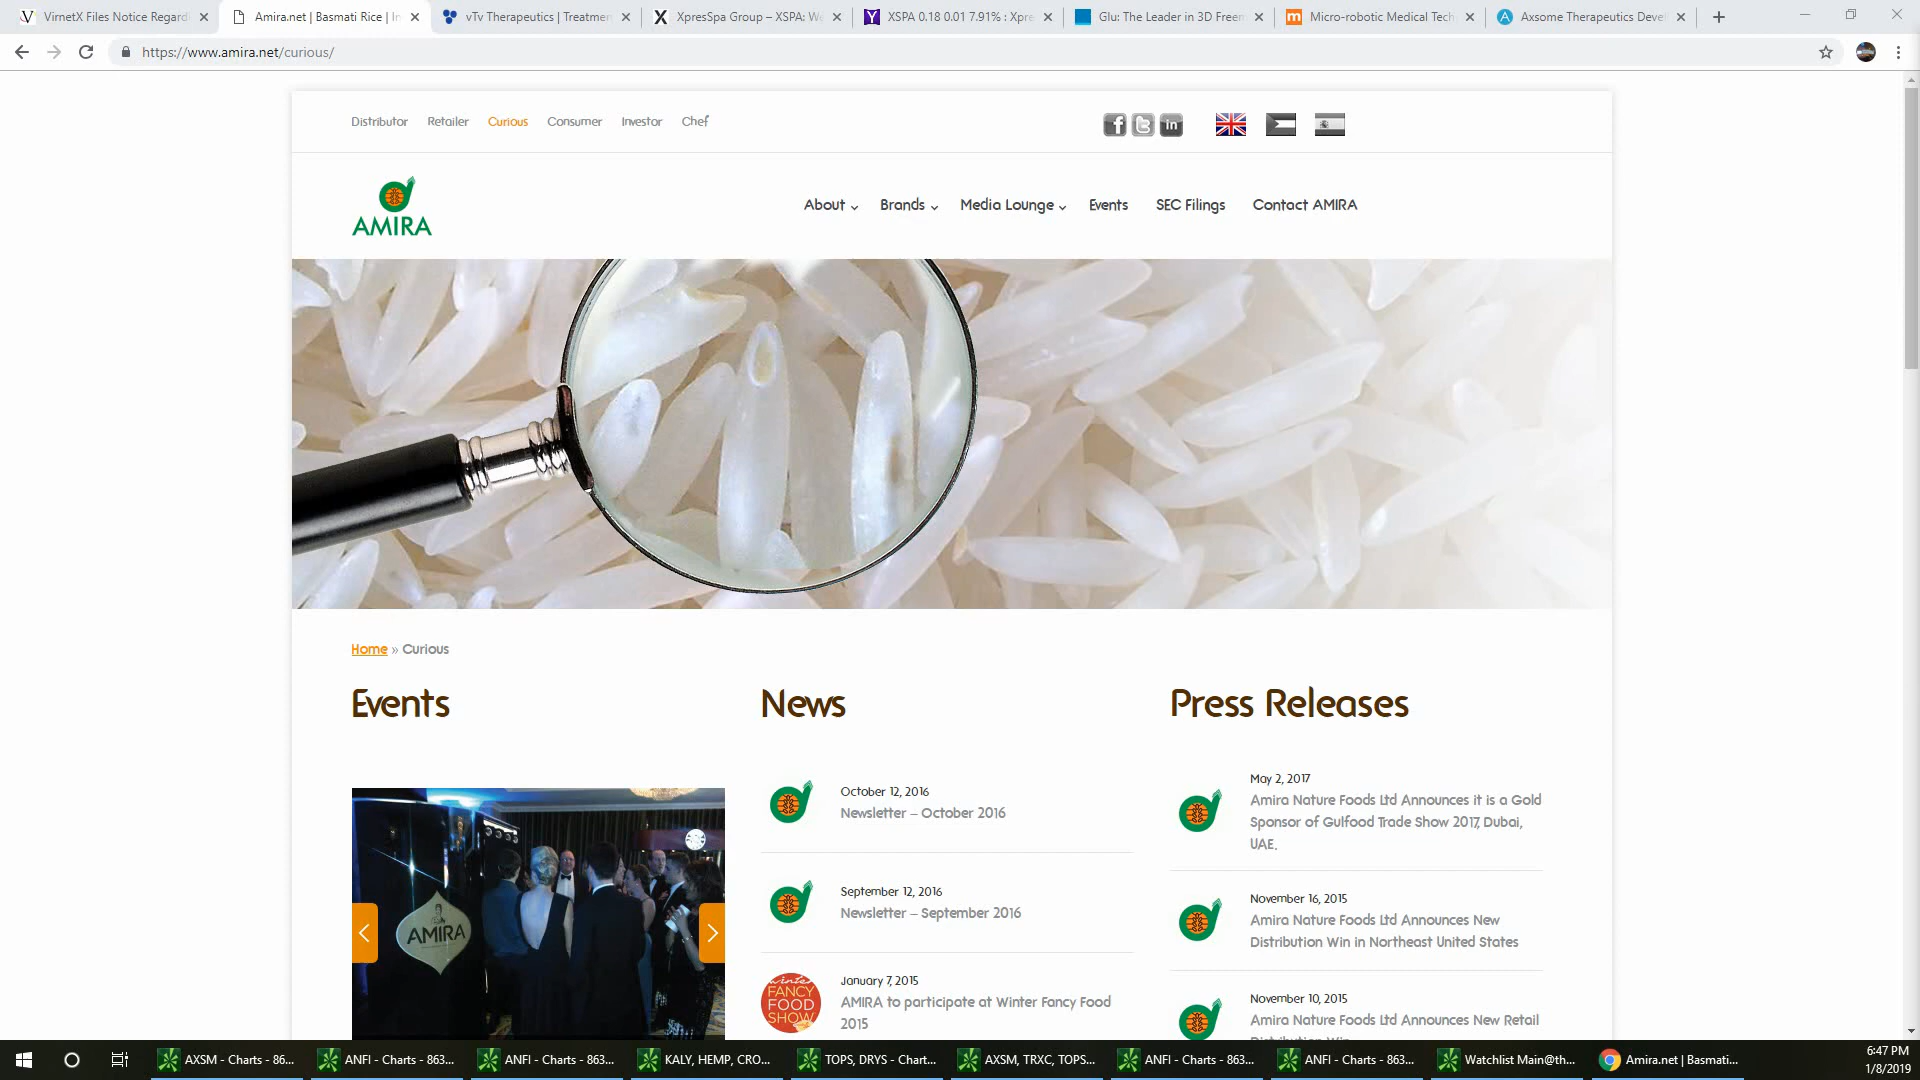 VirnetX Files Notice Regard
Amira.net | Basmati Rice | In
vTv Therapeutics | Treatmen
XpresSpa Group – XSPA: We
XSPA 0.18 0.01 7.91% : Xpre
Glu: The Leader in 3D Freem
Micro-robotic Medical Tech
Axsome Therapeutics Devel
https://www.amira.net/curious/
Distributor Retailer Curious Consumer Investor Chef
AMIRA
About Brands Media Lounge Events SEC Filings Contact AMIRA
Home » Curious
Events
AMIRA
News
October 12, 2016
Newsletter – October 2016
September 12, 2016
Newsletter – September 2016
Winter
FANCY
FOOD
SHOW
January 7, 2015
AMIRA to participate at Winter Fancy Food
2015
Press Releases
May 2, 2017
Amira Nature Foods Ltd Announces it is a Gold
Sponsor of Gulfood Trade Show 2017, Dubai,
UAE.
November 16, 2015
Amira Nature Foods Ltd Announces New
Distribution Win in Northeast United States
November 10, 2015
Amira Nature Foods Ltd Announces New Retail
Distribution Win
AXSM - Charts - 86...
ANFI - Charts - 863...
ANFI - Charts - 863...
KALY, HEMP, CRO...
TOPS, DRYS - Chart...
AXSM, TRXC, TOPS...
ANFI - Charts - 863...
ANFI - Charts - 863...
Watchlist Main@th...
Amira.net | Basmati...
6:47 PM
1/8/2019